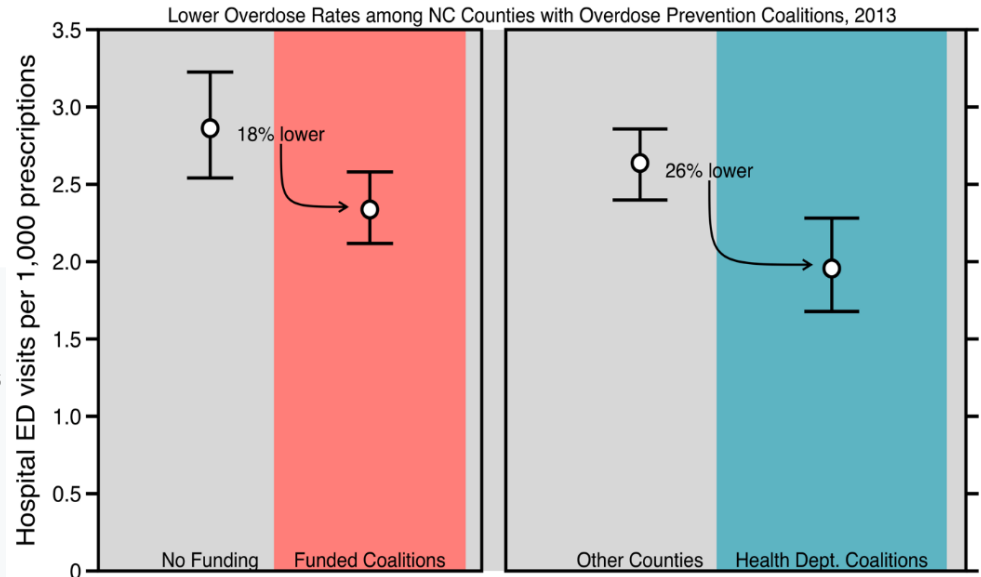 Lower Overdose Rates among NC Counties with Overdose Prevention Coalitions, 2013
Hospital ED visits per 1,000 prescriptions
3.5
3.0
2.5
2.0
1.5
1.0
0.5
0
18% lower
No Funding
Funded Coalitions
26% lower
Other Counties
Health Dept. Coalitions